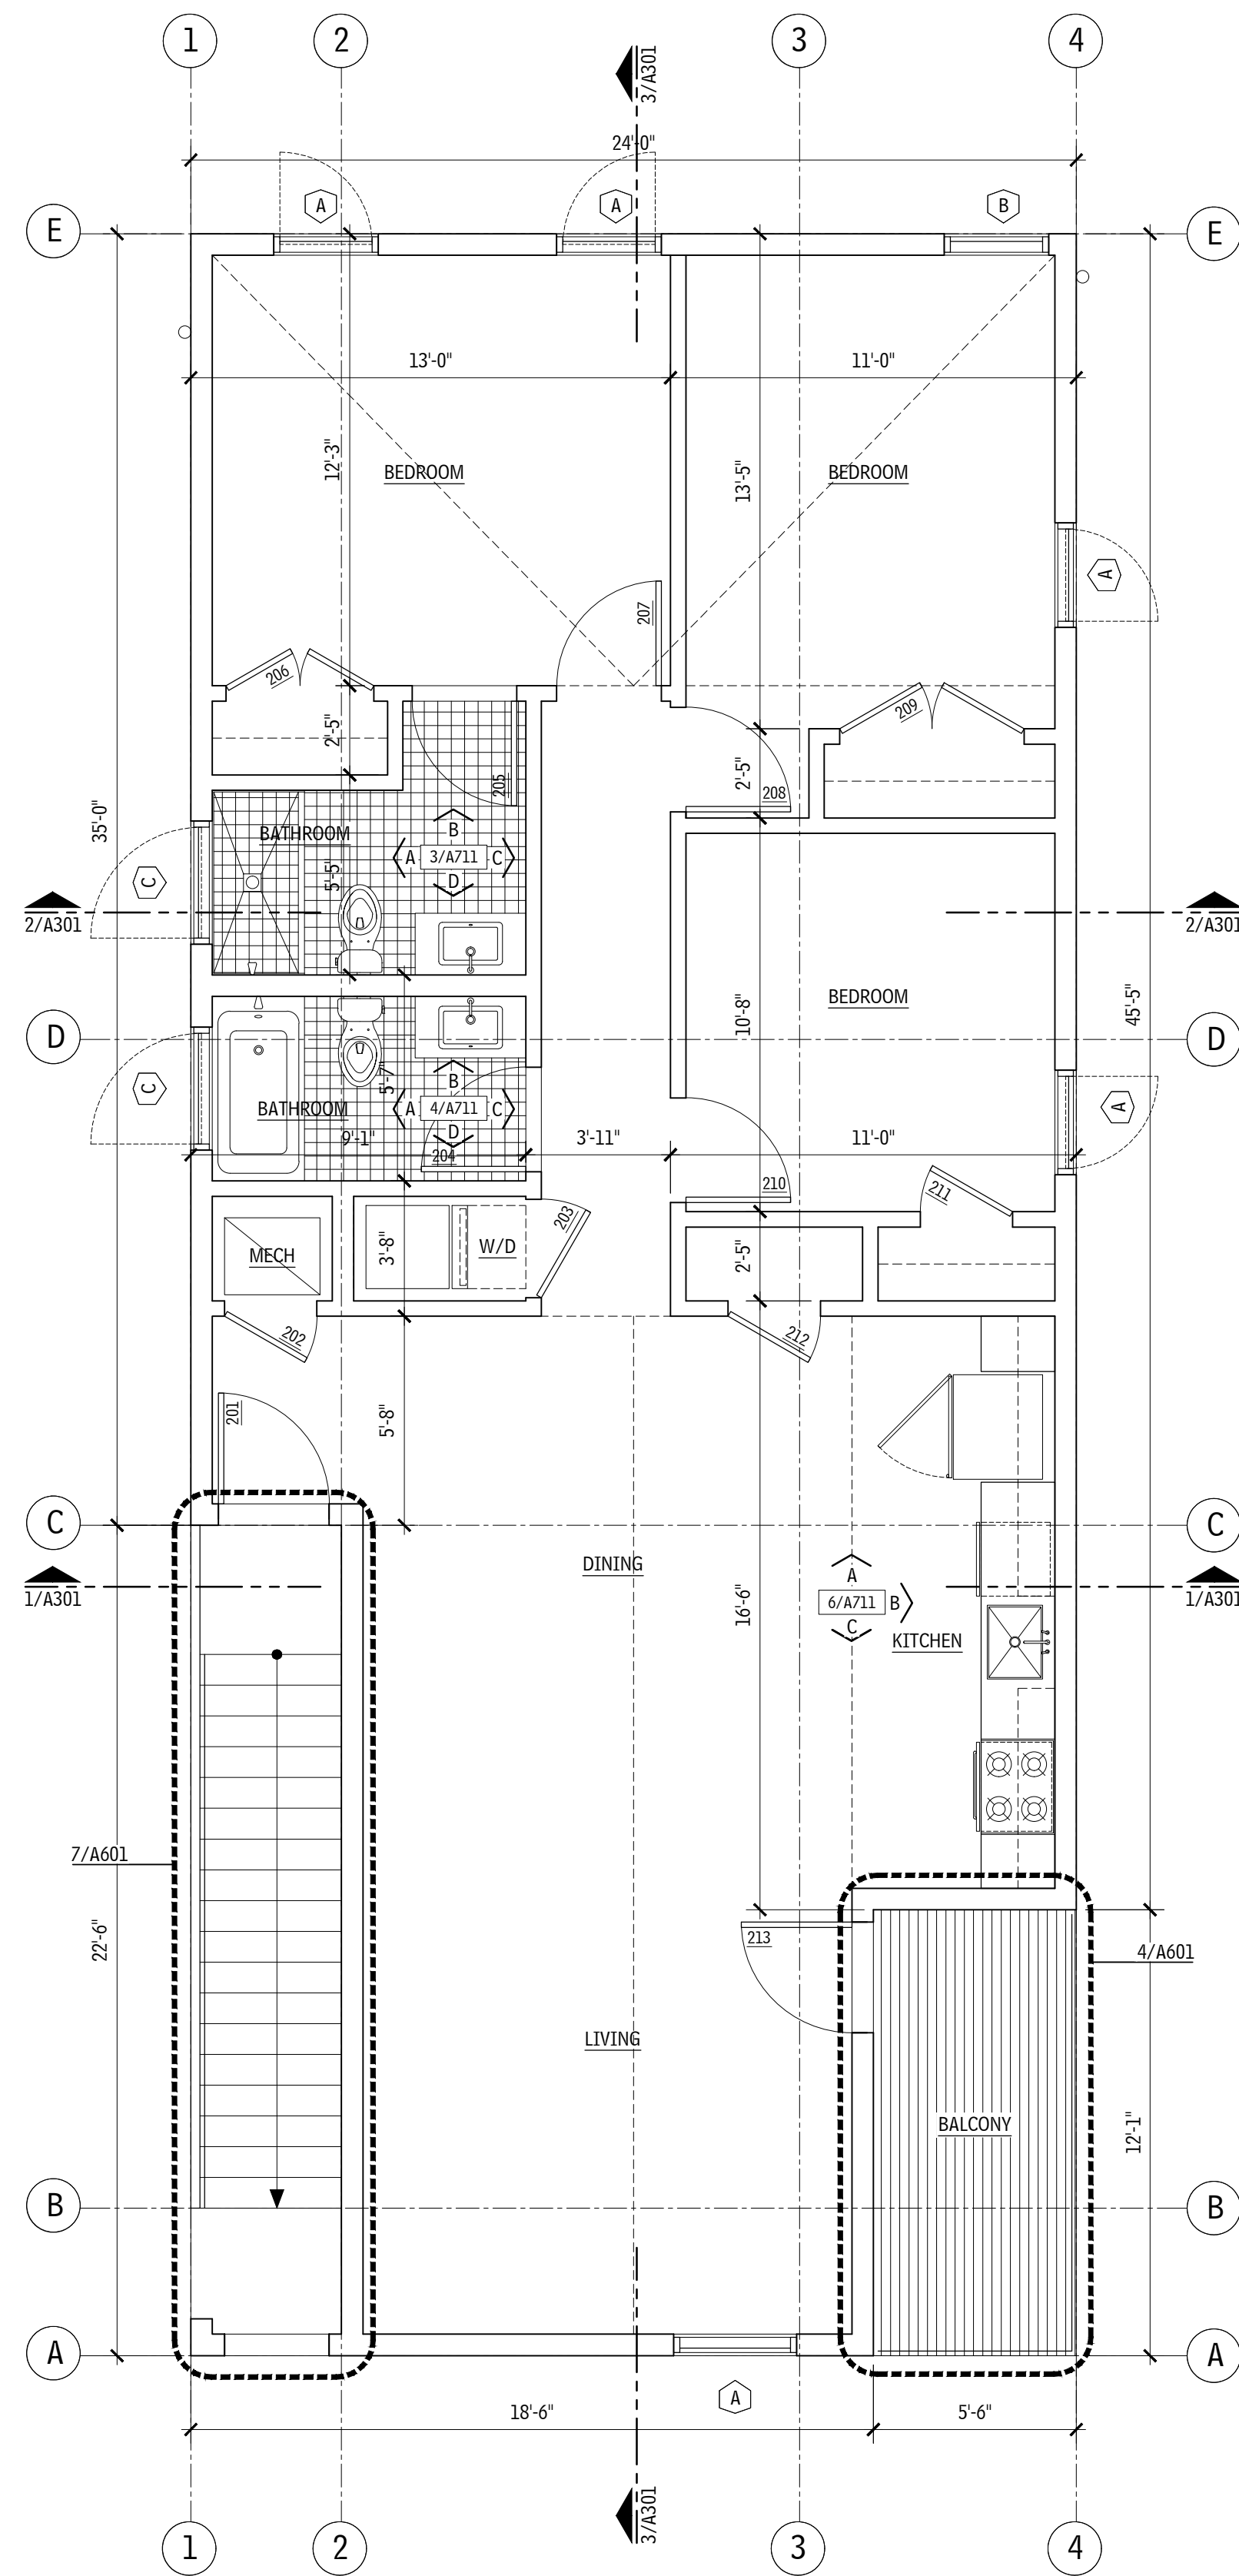 1
2
3
4
3/A301
24'-0"
A
A
B
E
E
13'-0"
11'-0"
12'-3"
BEDROOM
13'-5"
BEDROOM
A
207
206
209
2'-5"
2'-5"
205
208
35'-0"
BATHROOM
B
A
3/A711
C
D
5'-5"
C
2/A301
2/A301
BEDROOM
10'-8"
45'-5"
D
D
C
5'-7"
B
A
4/A711
C
D
BATHROOM
9'-1"
204
3'-11"
11'-0"
A
210
211
203
MECH
3'-8"
W/D
2'-5"
202
212
201
5'-8"
C
C
DINING
1/A301
1/A301
16'-6"
A
6/A711
B
C
KITCHEN
7/A601
22'-6"
213
4/A601
LIVING
BALCONY
12'-1"
B
B
A
A
A
18'-6"
5'-6"
3/A301
1
2
3
4